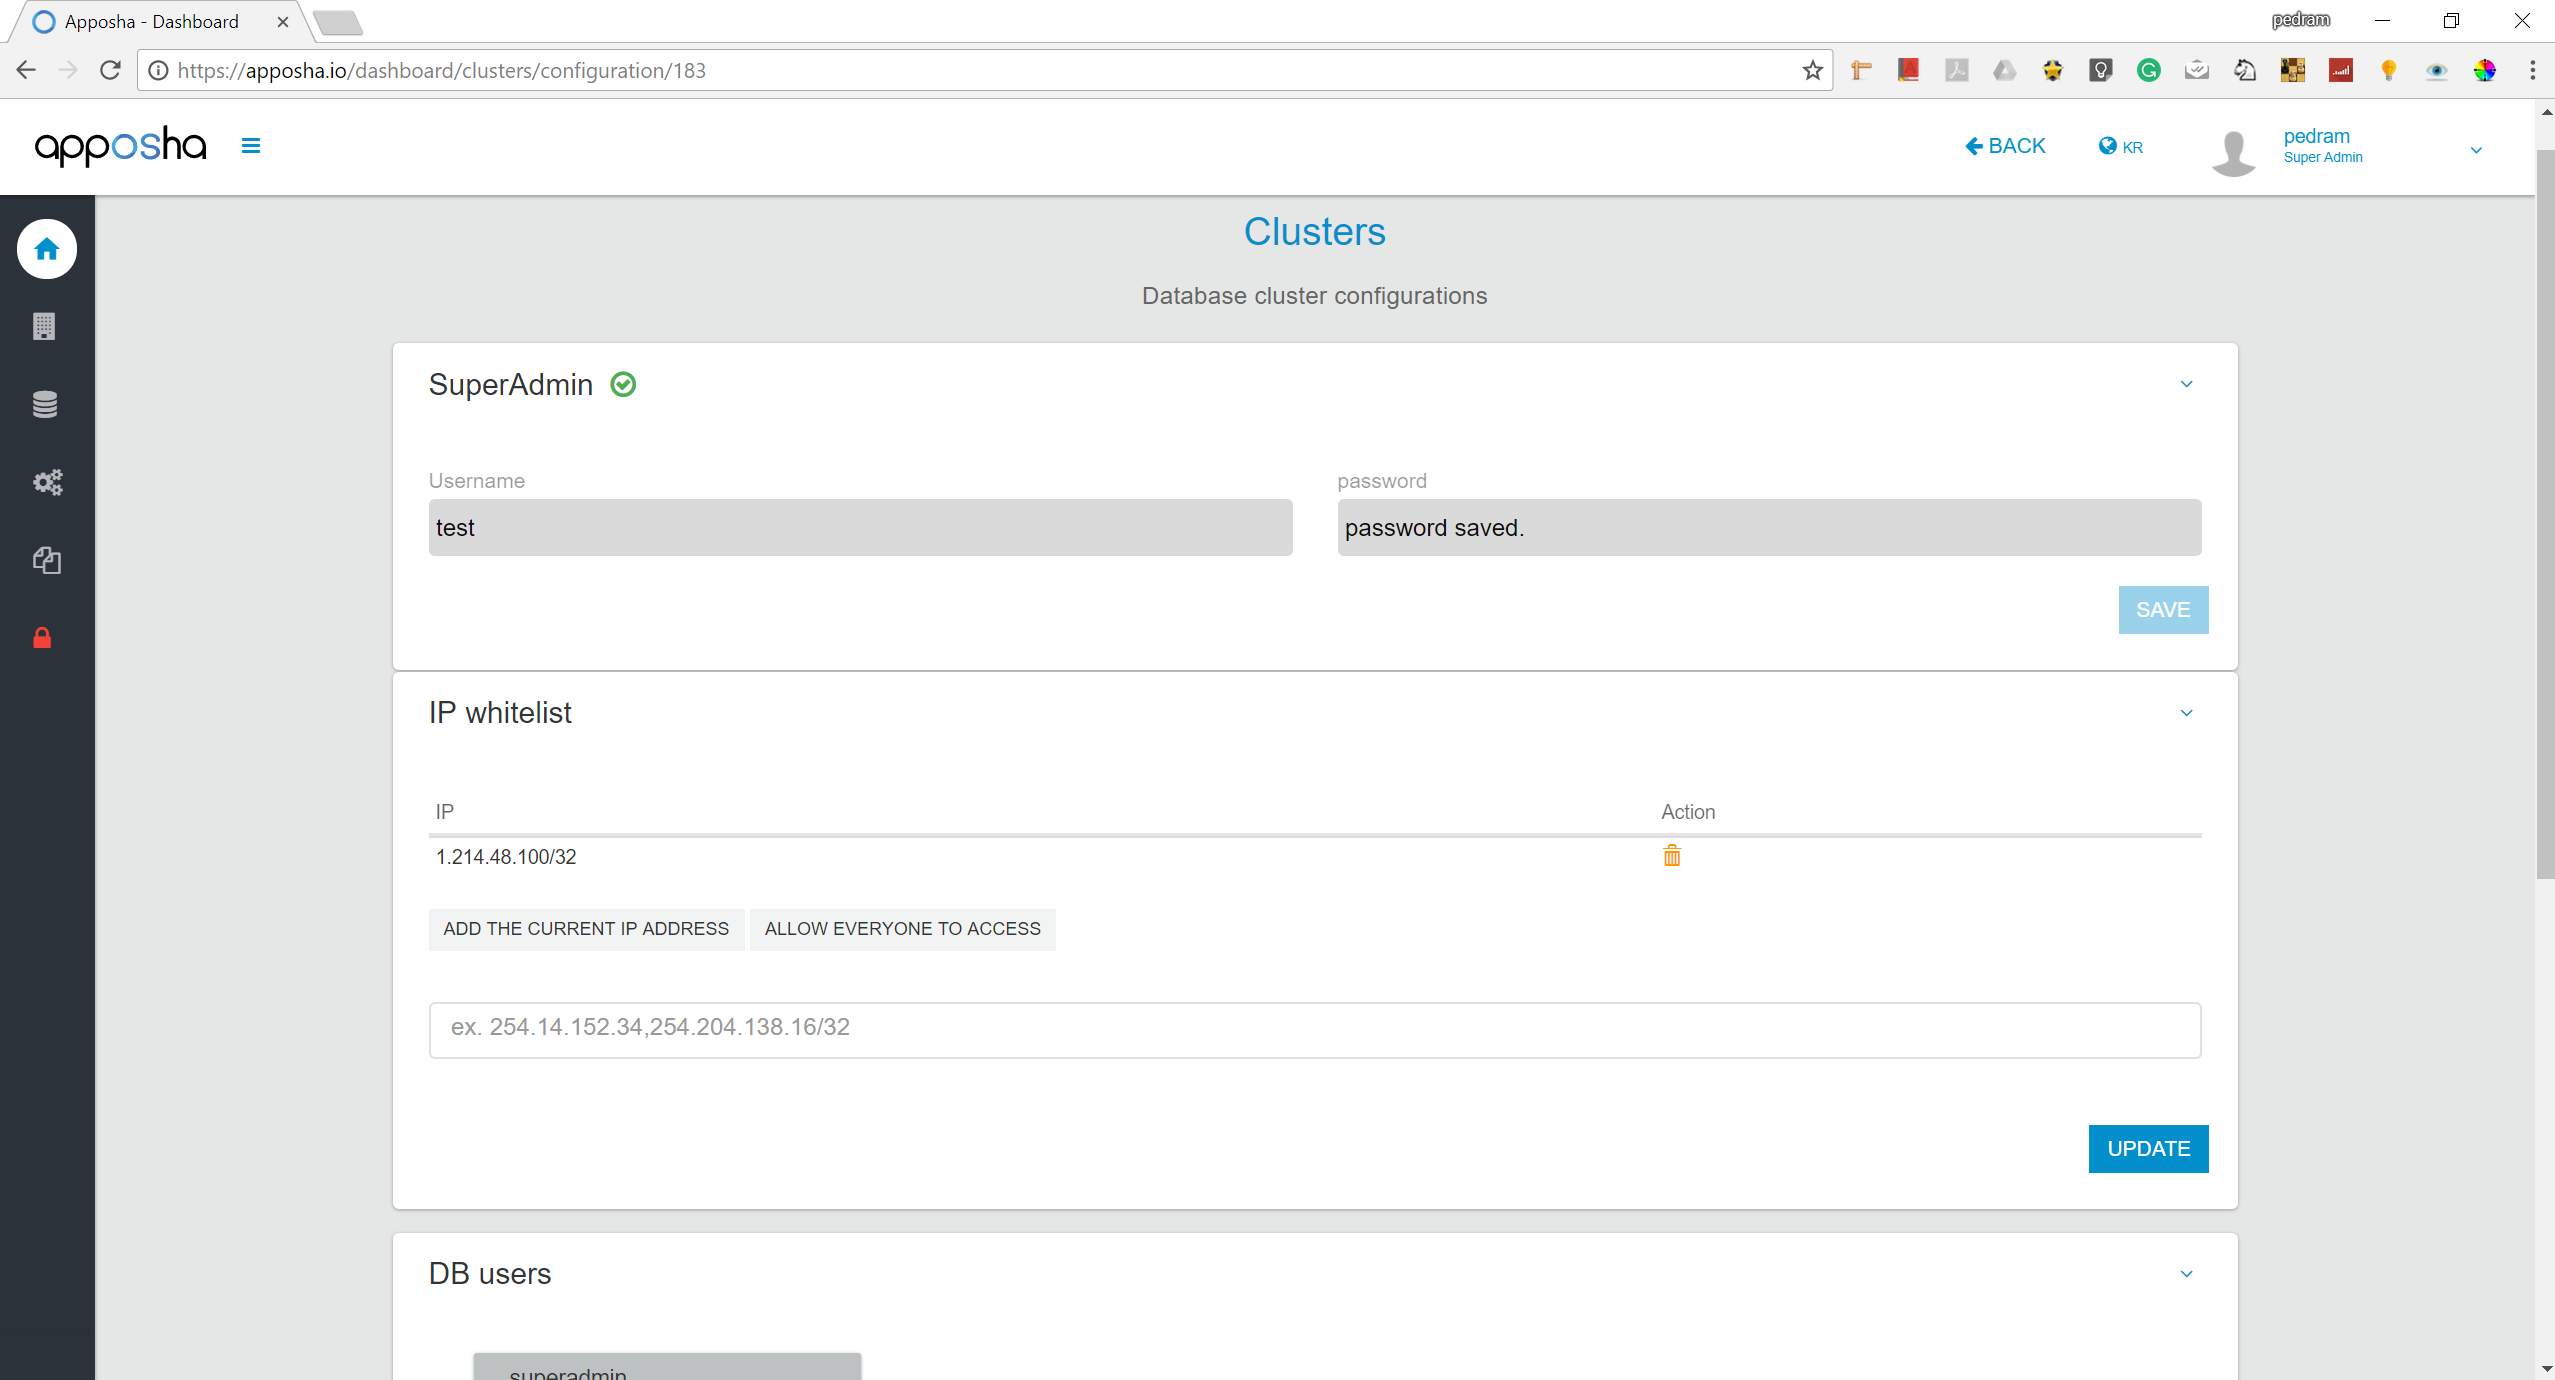 Apposha - Dashboard
pedram
https://apposha.io/dashboard/clusters/configuration/183
apposha
BACK
KR
pedram
Super Admin
Clusters
Database cluster configurations
SuperAdmin
Username
password
test
password saved.
SAVE
IP whitelist
IP
Action
1.214.48.100/32
ADD THE CURRENT IP ADDRESS
ALLOW EVERYONE TO ACCESS
ex. 254.14.152.34,254.204.138.16/32
UPDATE
DB users
superadmin